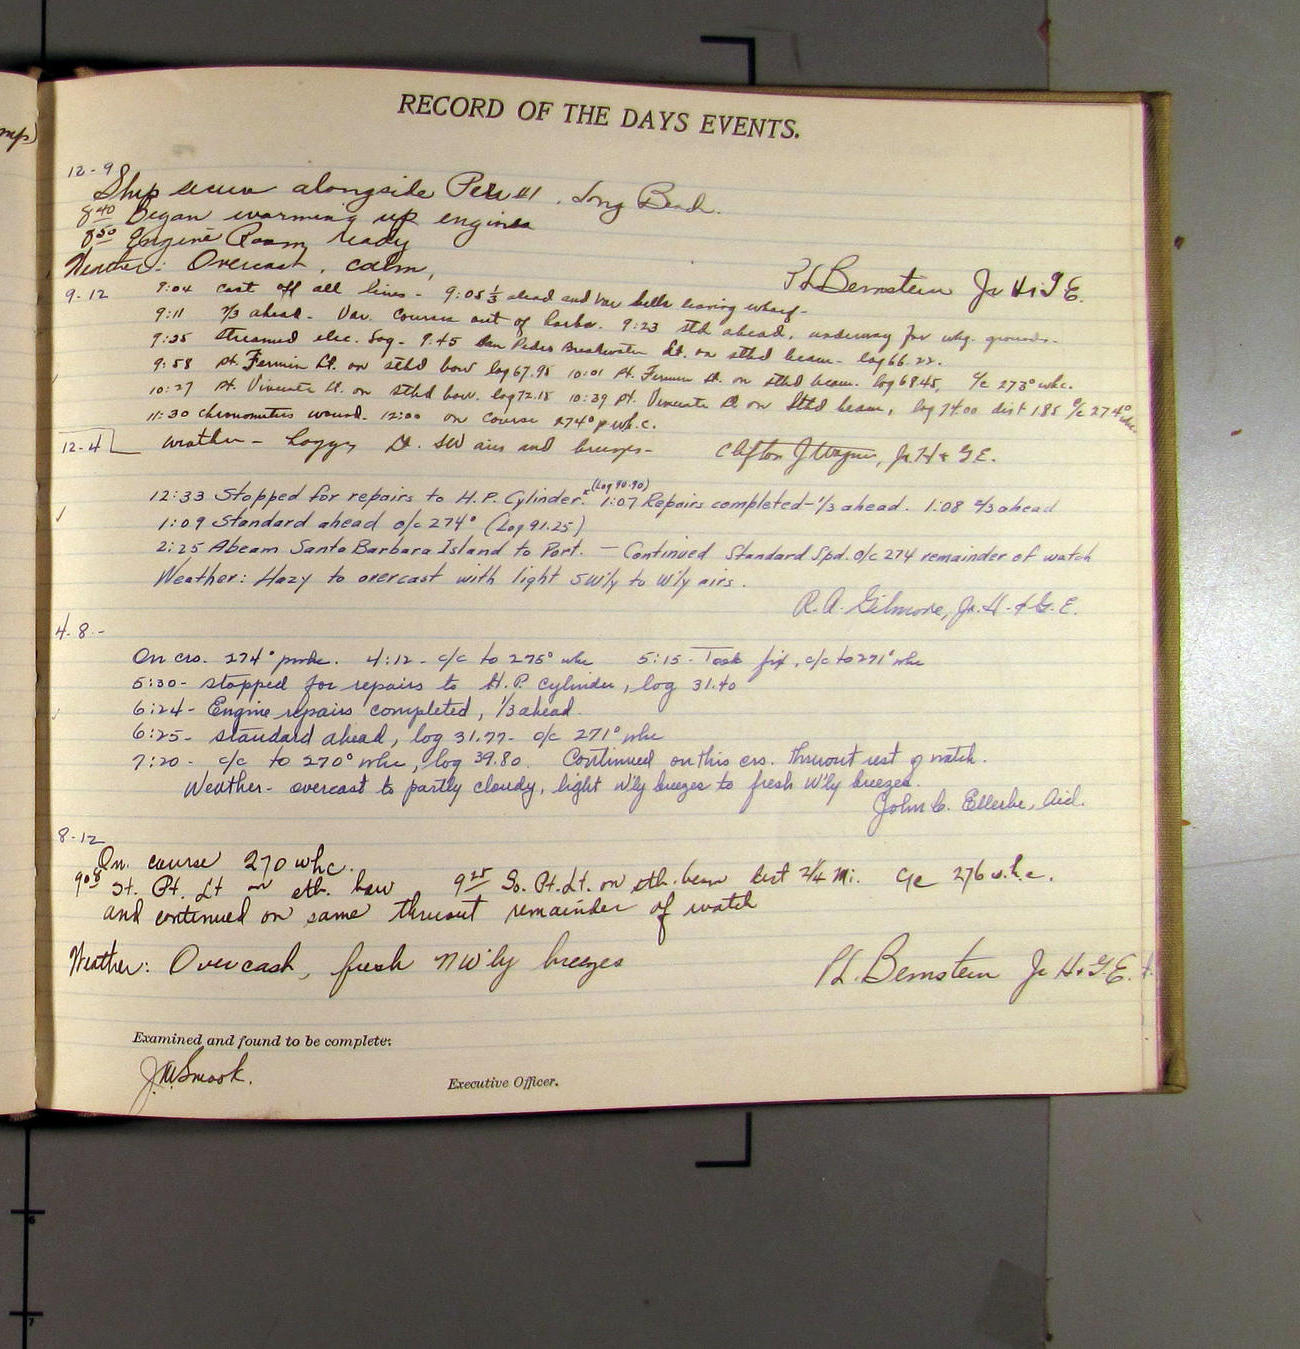 RECORD OF THE DAYS EVENTS.
12-9
Ship secure alongside Pier #1, Long Beach.
8 40 Began warming up engines
8 50 Engine Room ready
Weather: Overcast, calm,
Bernstein Jr H & G E.
9-12 9:04 cast off all lines - 9:05 1/3 ahead and var bells leaving wharf-
9:11 2/3 ahead - Var. courses out of harbor. 9:23 std ahead, underway for wkg. grounds.
9:35 streamed elec. log - 9:45 San Pedro Breakwater Lt. on stbd beam - log 66.22.
9:58 Pt. Fermin Lt. on stbd bow log 67.95 10:01 Pt. Fermin Lt. on stbd beam. log 68.45 c/c 273° whc.
10:27 Pt. Vincente Lt. on stbd bow. log 72.18 10:39 Pt. Vincente Lt on stbd beam, log 74.00 dist 1.85 c/c 274° whc
11:30 chronometers wound. 12:00 on course 274° p.wh.c.
weather - hazy, Lt. SW airs and breezes- Clifton J Wagner, Jr. H & G E.
12-4
(Log 90.90)
12:33 Stopped for repairs to H.P. Cylinder. 1:07 Repairs completed - 1/3 ahead. 1:08 2/3 ahead
1:09 Standard ahead o/c 274° (Log 91.25)
2:25 Abeam Santa Barbara Island to Port. - Continued Standard Spd. o/c 274 remainder of watch
Weather: Hazy to overcast with light SW'ly to W'ly airs.
R. A. Gilmore, Jr. H. & G. E.
4-8-
On crs. 274° pwhc. 4:12 - c/c to 275° whc 5:15 - Took fix, c/c to 271° whc
5:30 - stopped for repairs to H.P. cylinder, log 31.40
6:24 - Engine repairs completed, 1/3 ahead.
6:25 - standard ahead, log 31.77 - o/c 271° whc
7:20 - c/c to 270° whc, log 39.80. Continued on this crs. thruout rest of watch.
Weather - overcast to partly cloudy, light W'ly breezes to fresh W'ly breezes.
John C. Ellerbe, Aid.
8-12
On course 270 whc.
9 08 Pt. Lt on stb. bow 9 25 So. Pt. Lt. on stb. beam dist 2 1/4 mi. c/c 276 whc.
and continued on same thruout remainder of watch
Weather: Overcast, fresh NW'ly breezes
Bernstein Jr H & G. E.
Examined and found to be complete:
J. M. Smook.
Executive Officer.
6
7